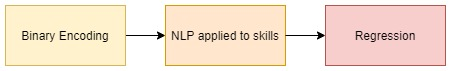 Binary Encoding
NLP applied to skills
Regression